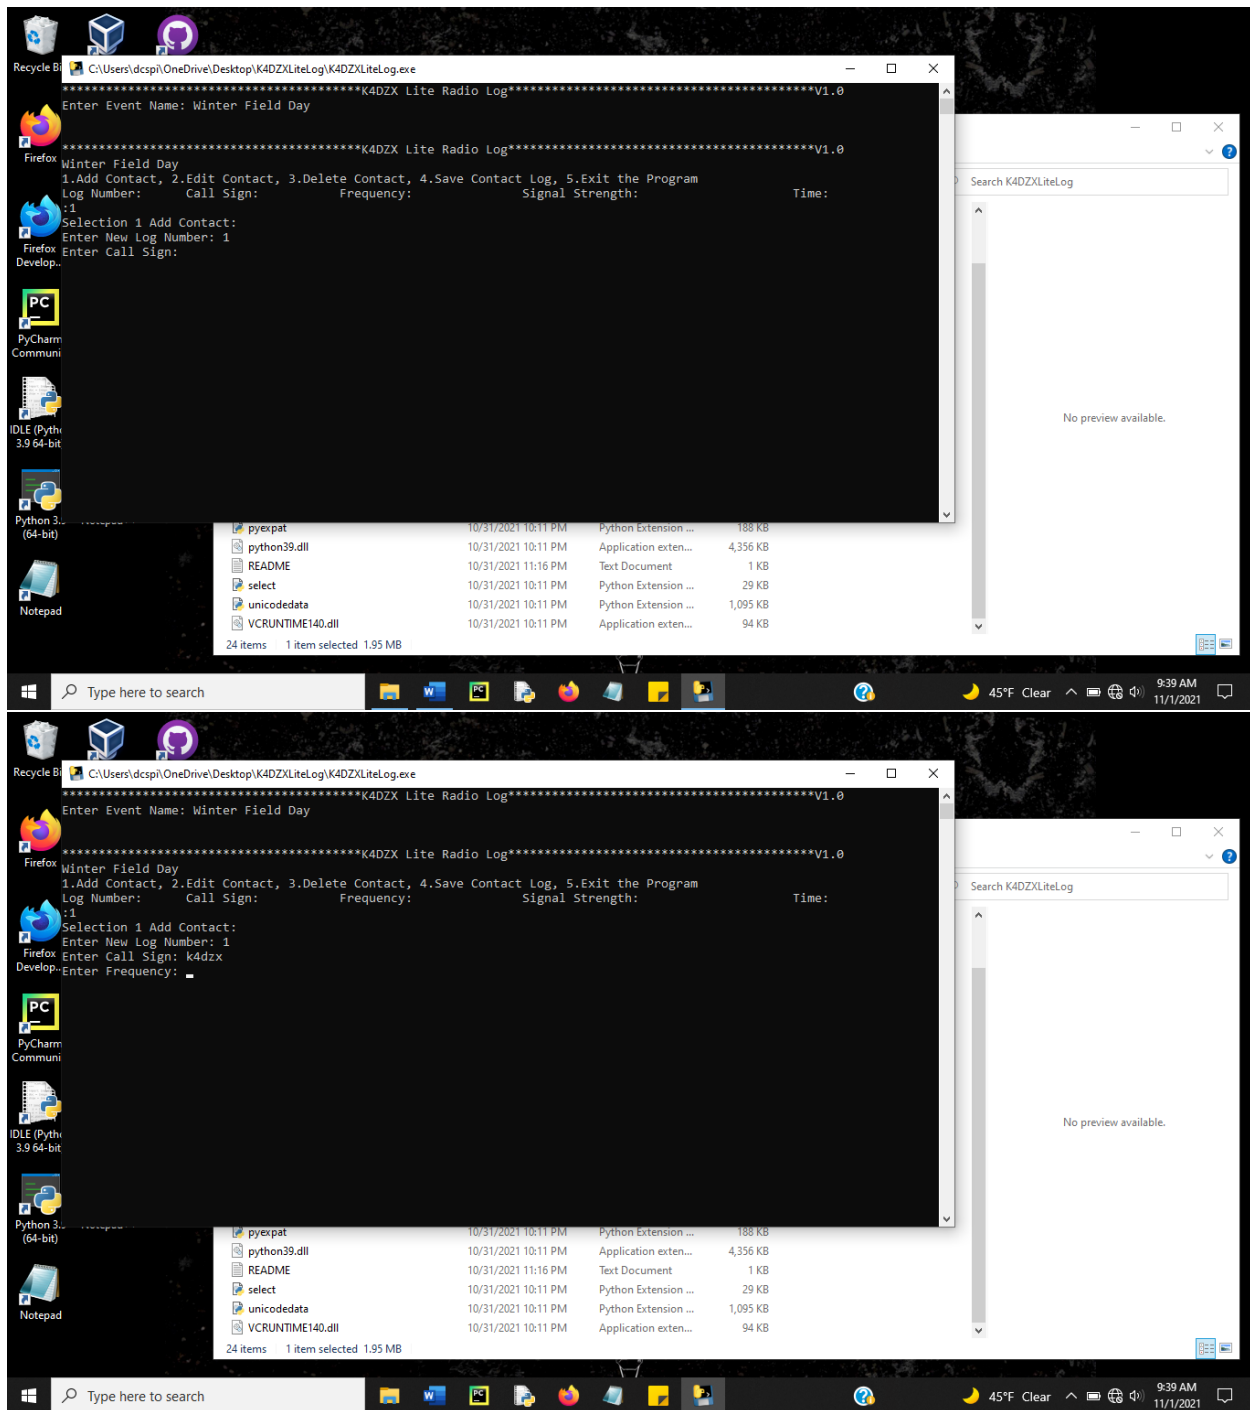 Recycle Bi
C:\Users\dcspi\OneDrive\Desktop\K4DZXLiteLog\K4DZXLiteLog.exe
*****************************************K4DZX Lite Radio Log******************************************V1.0
Enter Event Name: Winter Field Day
*****************************************K4DZX Lite Radio Log******************************************V1.0
Winter Field Day
1.Add Contact, 2.Edit Contact, 3.Delete Contact, 4.Save Contact Log, 5.Exit the Program
Log Number: Call Sign: Frequency: Signal Strength: Time:
:1
Selection 1 Add Contact:
Enter New Log Number: 1
Enter Call Sign:
Firefox
Firefox
Develop..
PC
PyCharm
Communi
IDLE (Pyth
3.9 64-bit
Python 3.
(64-bit)
Notepad
Search K4DZXLiteLog
No preview available.
pyexpat 10/31/2021 10:11 PM Python Extension ... 188 KB
python39.dll 10/31/2021 10:11 PM Application exten... 4,356 KB
README 10/31/2021 11:16 PM Text Document 1 KB
select 10/31/2021 10:11 PM Python Extension ... 29 KB
unicodedata 10/31/2021 10:11 PM Python Extension ... 1,095 KB
VCRUNTIME140.dll 10/31/2021 10:11 PM Application exten... 94 KB
24 items 1 item selected 1.95 MB
Type here to search
45°F Clear
9:39 AM
11/1/2021
Recycle Bi
C:\Users\dcspi\OneDrive\Desktop\K4DZXLiteLog\K4DZXLiteLog.exe
*****************************************K4DZX Lite Radio Log******************************************V1.0
Enter Event Name: Winter Field Day
*****************************************K4DZX Lite Radio Log******************************************V1.0
Winter Field Day
1.Add Contact, 2.Edit Contact, 3.Delete Contact, 4.Save Contact Log, 5.Exit the Program
Log Number: Call Sign: Frequency: Signal Strength: Time:
:1
Selection 1 Add Contact:
Enter New Log Number: 1
Enter Call Sign: k4dzx
Enter Frequency:
Firefox
Firefox
Develop..
PC
PyCharm
Communi
IDLE (Pyth
3.9 64-bit
Python 3.
(64-bit)
Notepad
Search K4DZXLiteLog
No preview available.
pyexpat 10/31/2021 10:11 PM Python Extension ... 188 KB
python39.dll 10/31/2021 10:11 PM Application exten... 4,356 KB
README 10/31/2021 11:16 PM Text Document 1 KB
select 10/31/2021 10:11 PM Python Extension ... 29 KB
unicodedata 10/31/2021 10:11 PM Python Extension ... 1,095 KB
VCRUNTIME140.dll 10/31/2021 10:11 PM Application exten... 94 KB
24 items 1 item selected 1.95 MB
Type here to search
45°F Clear
9:39 AM
11/1/2021